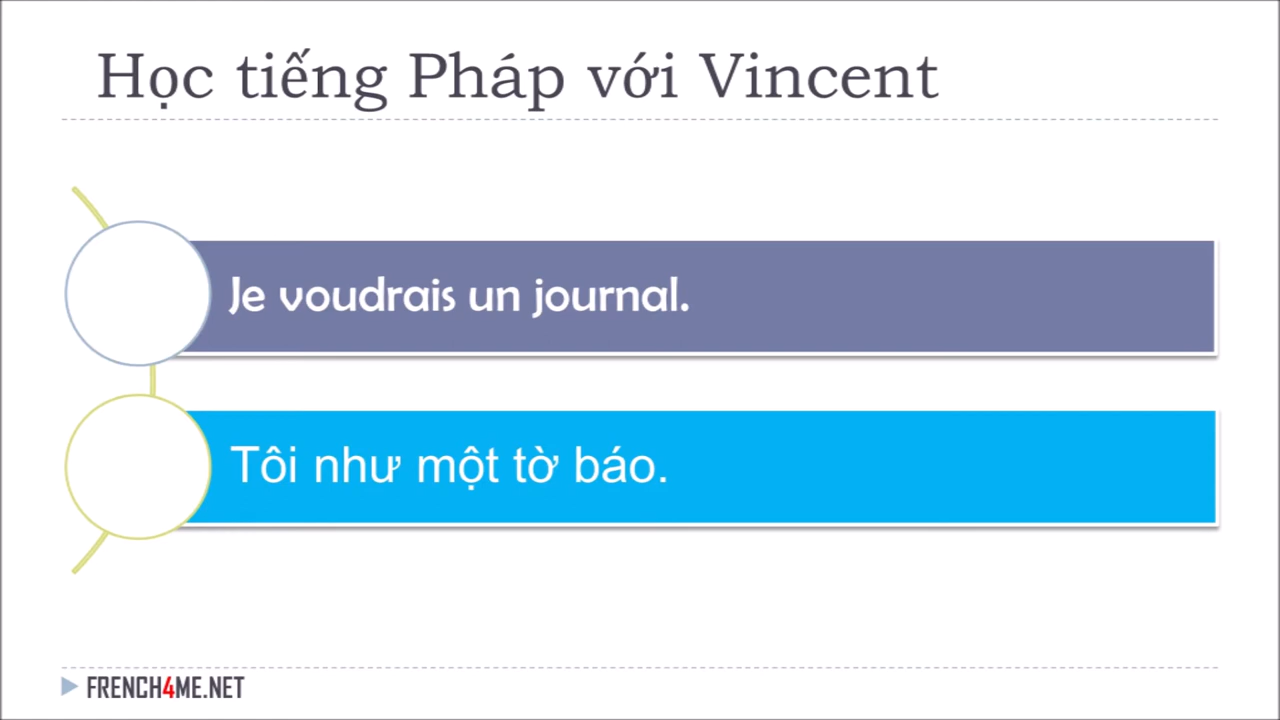 Học tiếng Pháp với Vincent
Je voudrais un journal.
Tôi như một tờ báo.
FRENCH4ME.NET